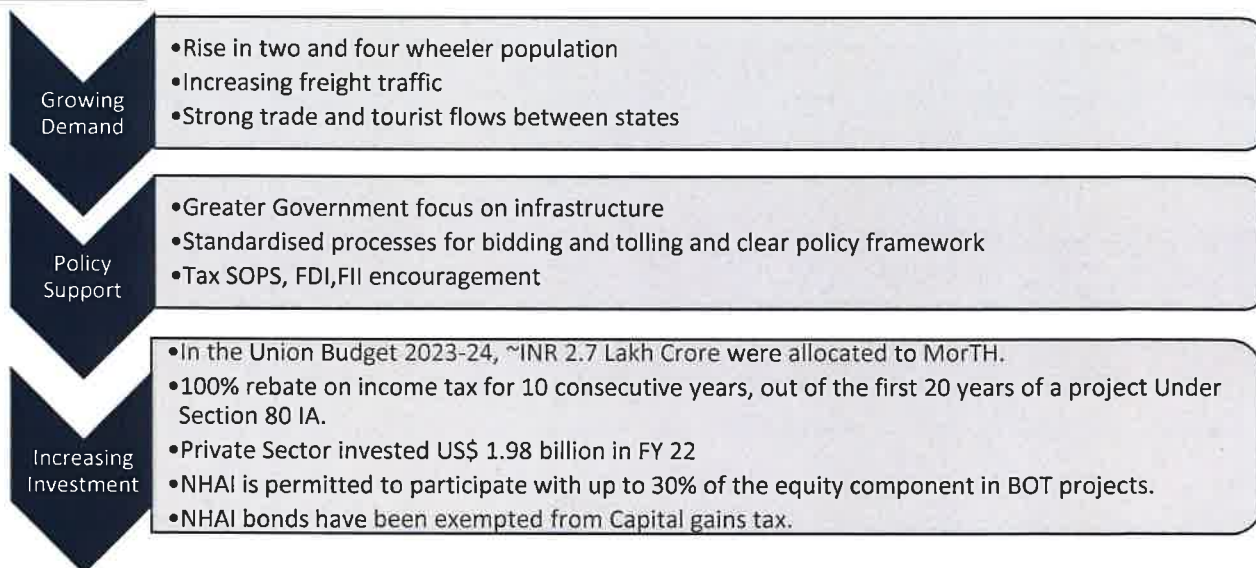 Growing
Demand
•Rise in two and four wheeler population
•Increasing freight traffic
•Strong trade and tourist flows between states
Policy
Support
•Greater Government focus on infrastructure
•Standardised processes for bidding and tolling and clear policy framework
•Tax SOPS, FDI,FII encouragement
Increasing
Investment
•In the Union Budget 2023-24, ~INR 2.7 Lakh Crore were allocated to MorTH.
•100% rebate on income tax for 10 consecutive years, out of the first 20 years of a project Under
Section 80 IA.
•Private Sector invested US$ 1.98 billion in FY 22
•NHAI is permitted to participate with up to 30% of the equity component in BOT projects.
•NHAI bonds have been exempted from Capital gains tax.